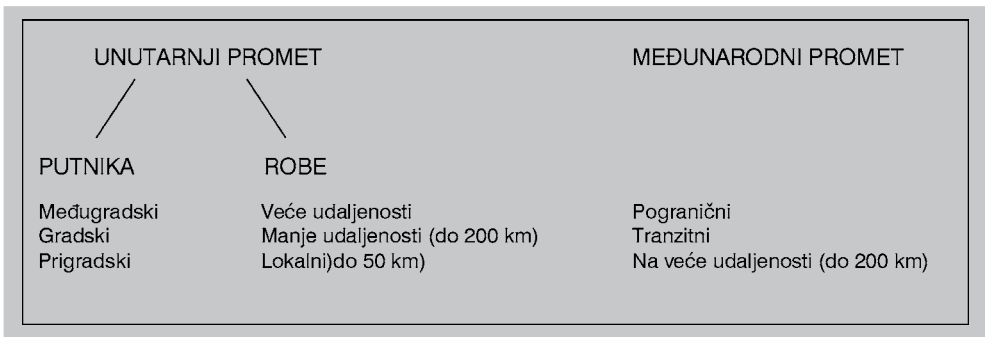 UNUTARNJI PROMET
MEĐUNARODNI PROMET
PUTNIKA
ROBE
Međugradski
Gradski
Prigradski
Veće udaljenosti
Manje udaljenosti (do 200 km)
Lokalni)do 50 km)
Pogranični
Tranzitni
Na veće udaljenosti (do 200 km)